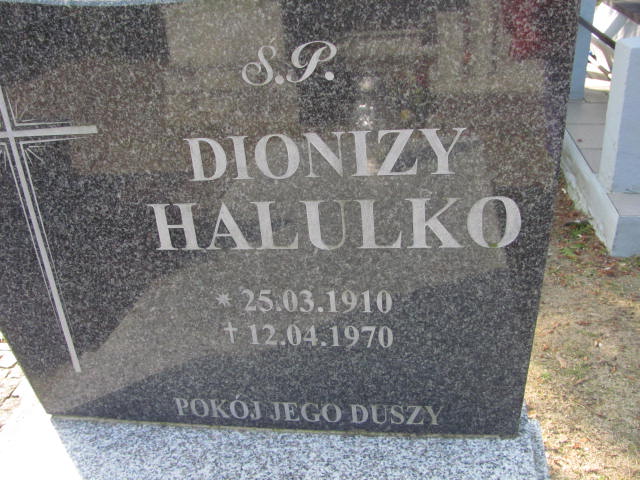 Ś.P.
DIONIZY
HALULKO
* 25.03.1910
† 12.04.1970
POKÓJ JEGO DUSZY